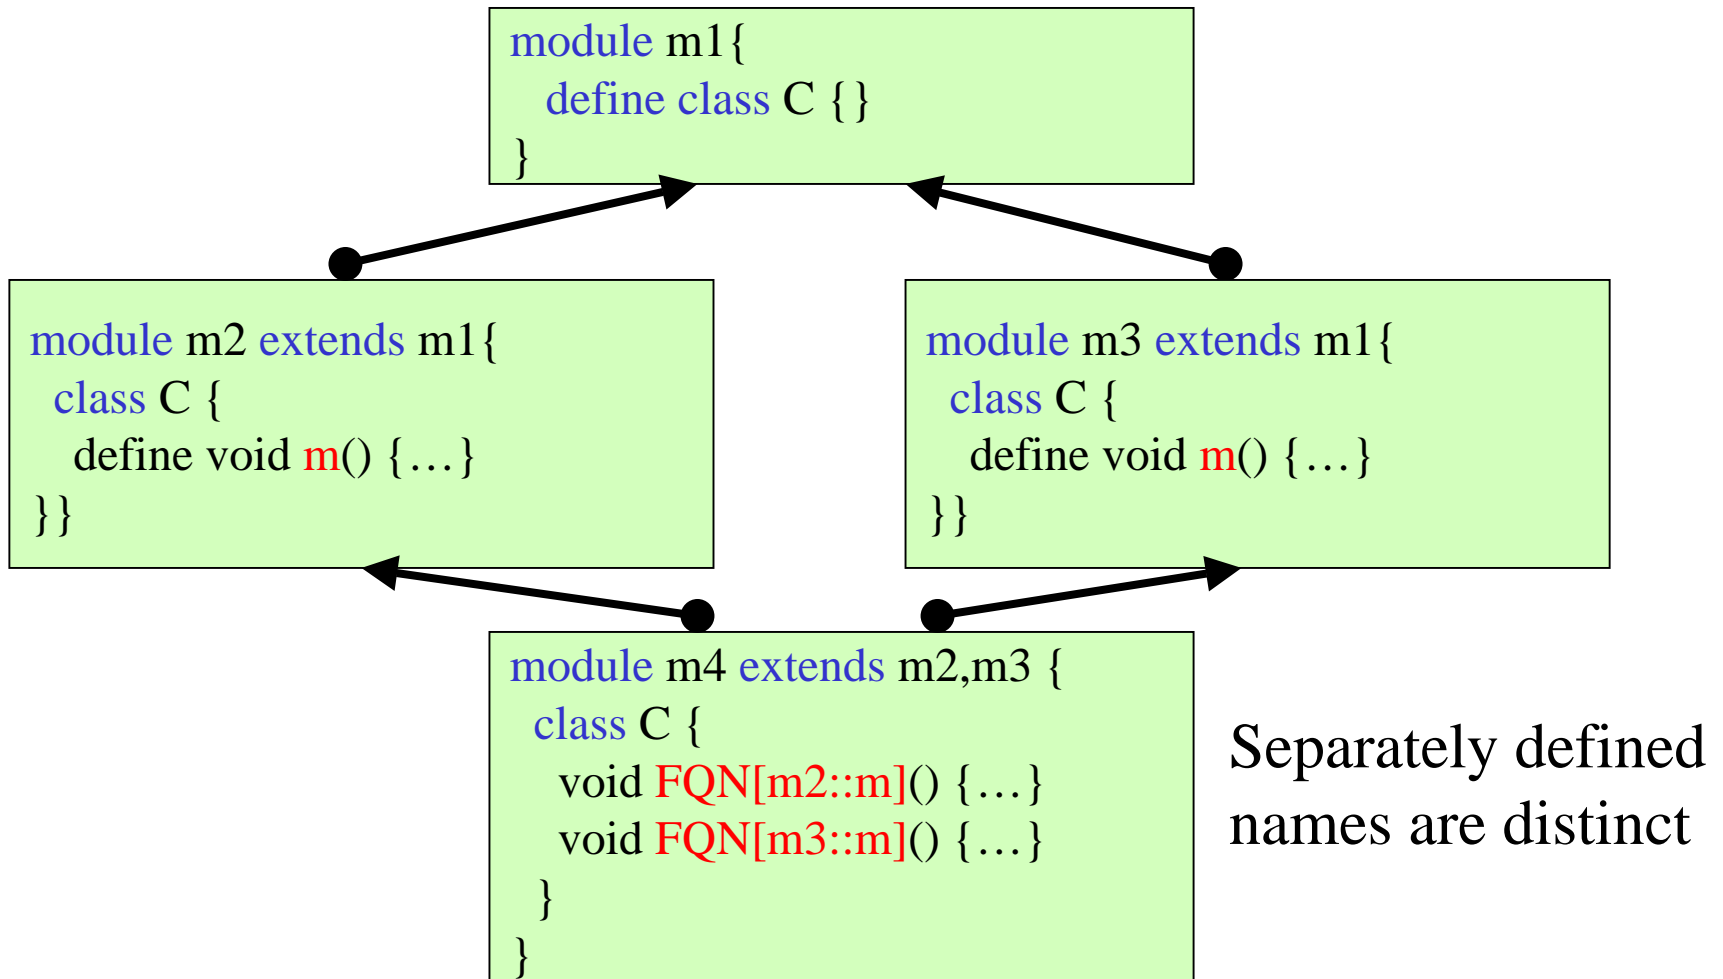 module m1{
define class C {}
}
module m2 extends m1{
class C {
define void m() {…}
}}
module m3 extends m1{
class C {
define void m() {…}
}}
module m4 extends m2,m3 {
class C {
void FQN[m2::m]() {…}
void FQN[m3::m]() {…}
}
}
Separately defined
names are distinct